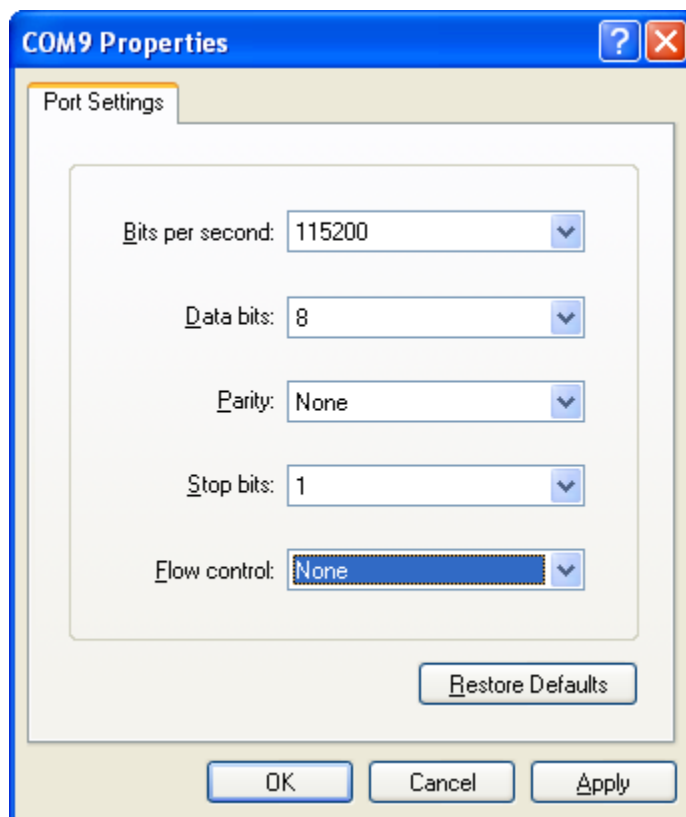 COM9 Properties
Port Settings
Bits per second: 115200
Data bits: 8
Parity: None
Stop bits: 1
Flow control: None
Restore Defaults
OK Cancel Apply